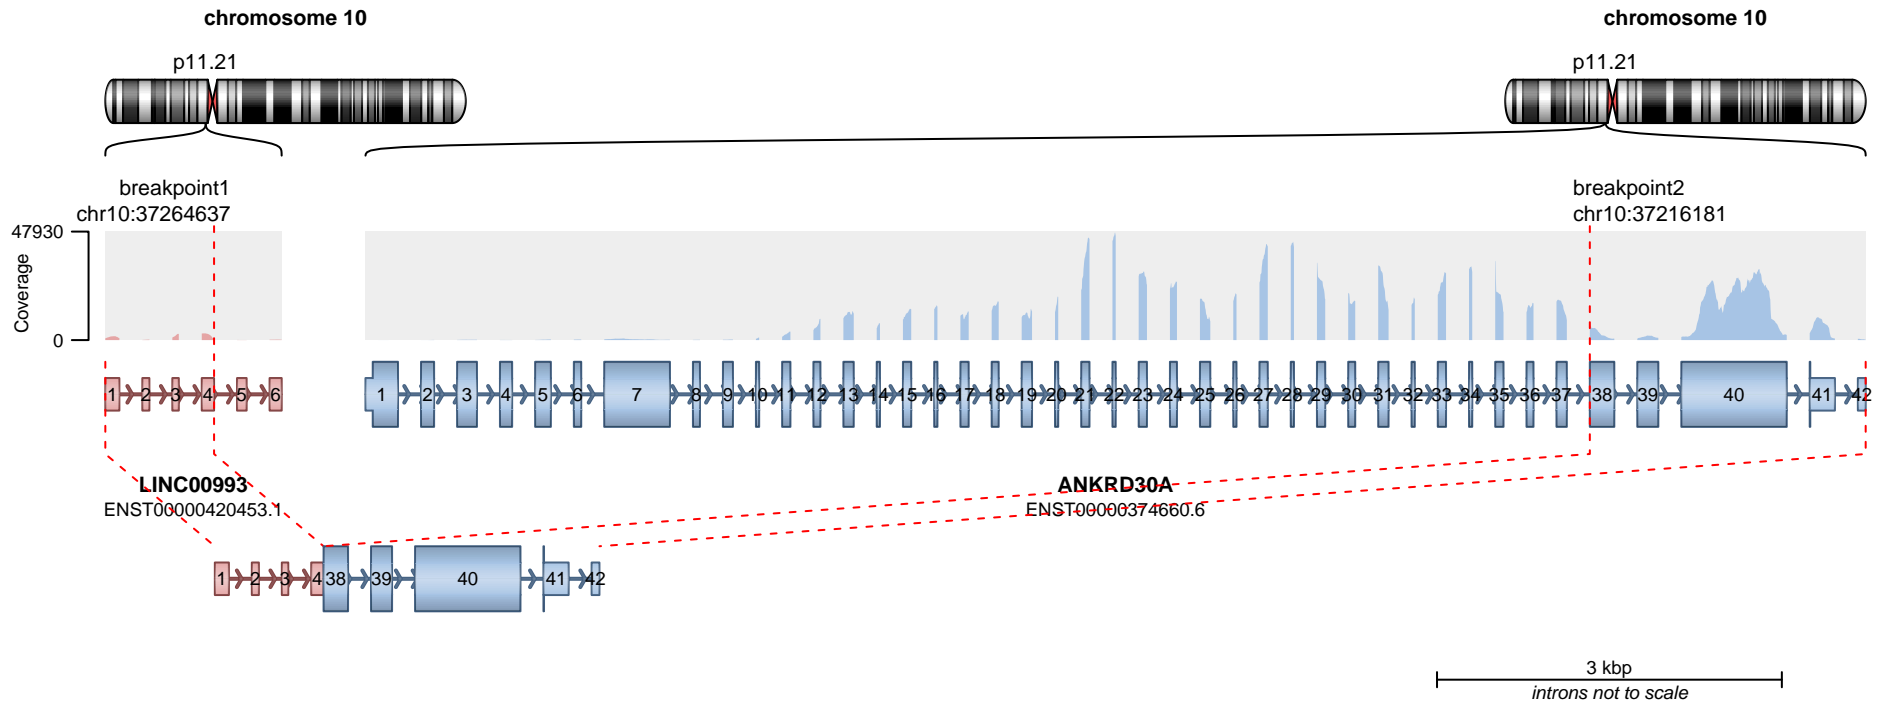 chromosome 10
chromosome 10
p11.21
p11.21
breakpoint1
chr10:37264637
breakpoint2
chr10:37216181
47930
Coverage
0
1 2 3 4 5 6
1 2 3 4 5 6 7 8 9 10 11 12 13 14 15 16 17 18 19 20 21 22 23 24 25 26 27 28 29 30 31 32 33 34 35 36 37 38 39 40 41 42
LINC00993
ENST00000420453.1
ANKRD30A
ENST00000374660.6
1 2 3 4 38 39 40 41 42
3 kbp
introns not to scale